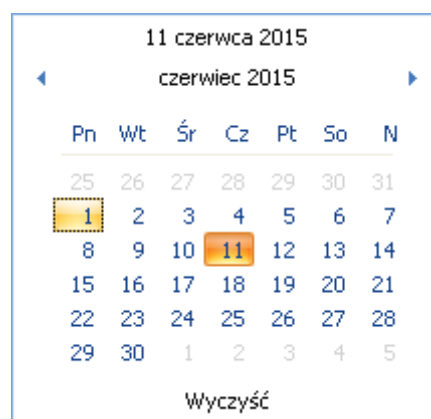 11 czerwca 2015
czerwiec 2015
Pn Wt Śr Cz Pt So N
25 26 27 28 29 30 31
1 2 3 4 5 6 7
8 9 10 11 12 13 14
15 16 17 18 19 20 21
22 23 24 25 26 27 28
29 30 1 2 3 4 5
Wyczyść